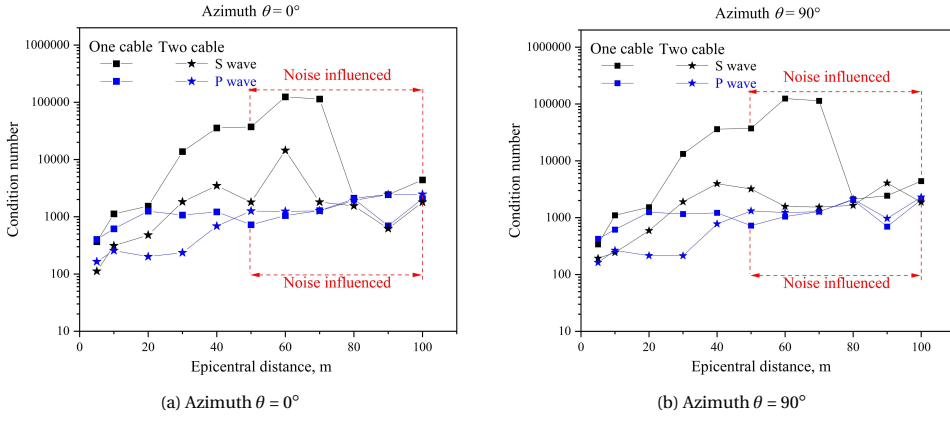 Azimuth θ = 0°
1000000
100000
10000
1000
100
10
Condition number
One cable Two cable
S wave
P wave
Noise influenced
Noise influenced
0 20 40 60 80 100
Epicentral distance, m
(a) Azimuth θ = 0°
Azimuth θ = 90°
1000000
100000
10000
1000
100
10
Condition number
One cable Two cable
S wave
P wave
Noise influenced
Noise influenced
0 20 40 60 80 100
Epicentral distance, m
(b) Azimuth θ = 90°